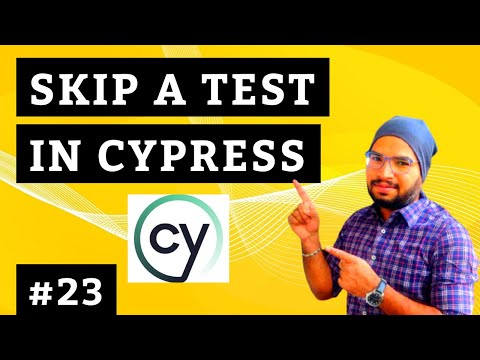 SKIP A TEST
IN CYPRESS
cy
#23